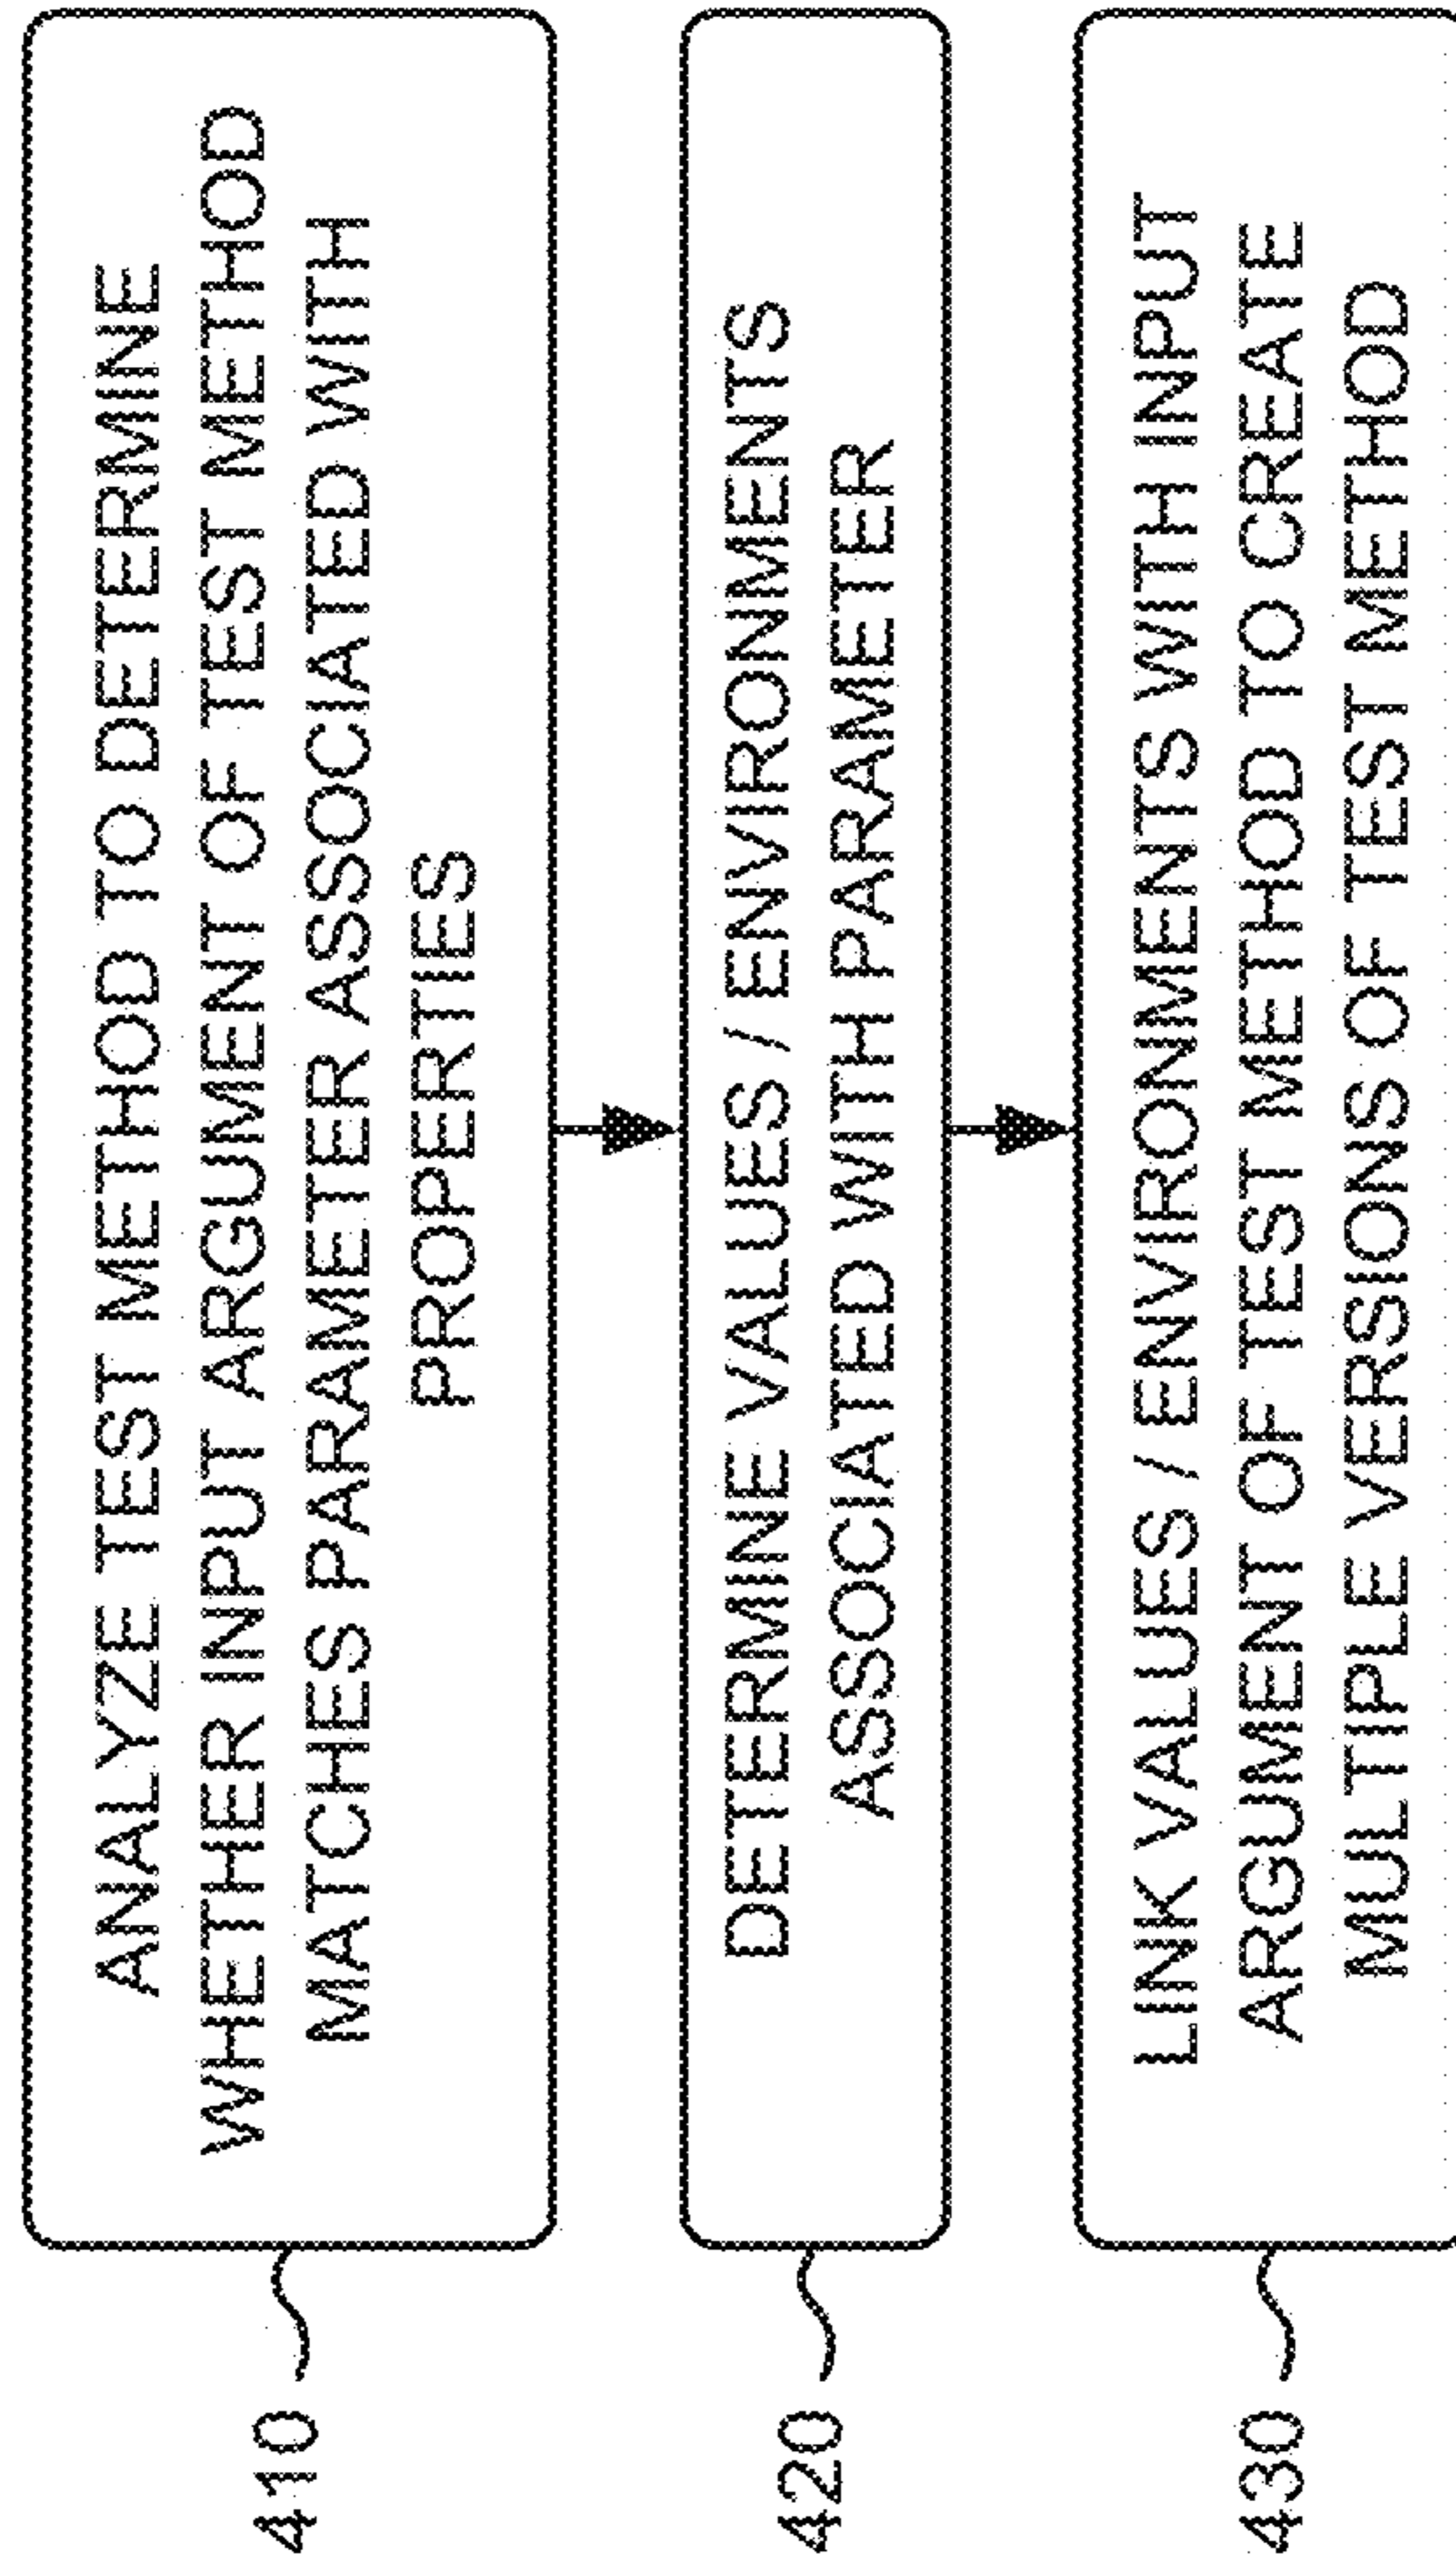 410
ANALYZE TEST METHOD TO DETERMINE
WHETHER INPUT ARGUMENT OF TEST METHOD
MATCHES PARAMETER ASSOCIATED WITH
PROPERTIES
420
DETERMINE VALUES / ENVIRONMENTS
ASSOCIATED WITH PARAMETER
430
LINK VALUES / ENVIRONMENTS WITH INPUT
ARGUMENT OF TEST METHOD TO CREATE
MULTIPLE VERSIONS OF TEST METHOD